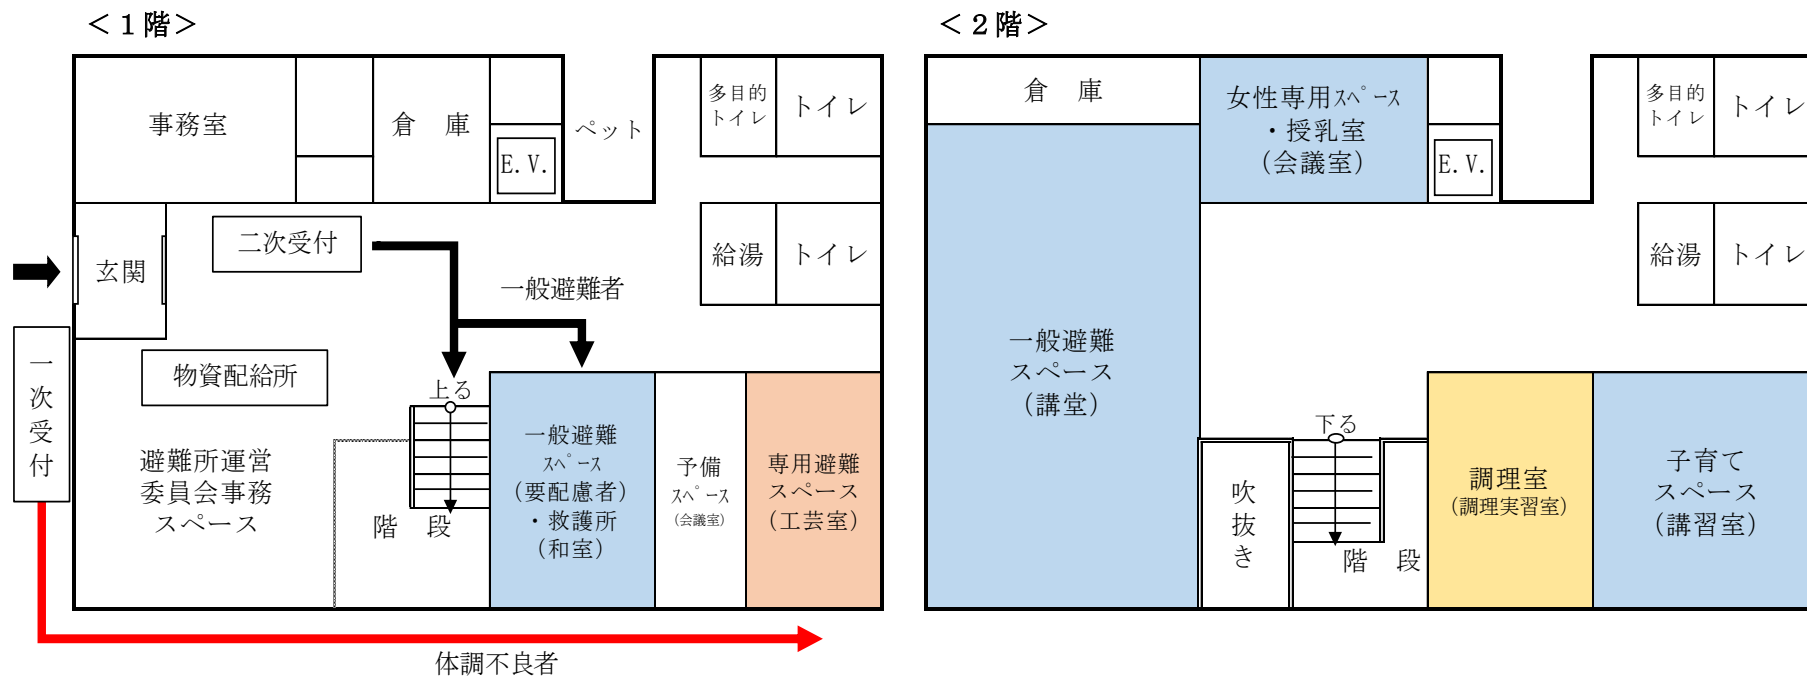 ＜１階＞
事務室
倉　庫
E.V.
ペット
多目的
トイレ
トイレ
玄関
二次受付
一般避難者
給湯
トイレ
一次受付
物資配給所
上る
避難所運営
委員会事務
スペース
階　段
一般避難
スペース
（要配慮者）
・救護所
（和室）
予備
スペース
（会議室）
専用避難
スペース
（工芸室）
体調不良者
＜２階＞
倉　庫
女性専用スペース
・授乳室
（会議室）
E.V.
多目的
トイレ
トイレ
給湯
トイレ
一般避難
スペース
（講堂）
下る
吹抜き
階　段
調理室
（調理実習室）
子育て
スペース
（講習室）